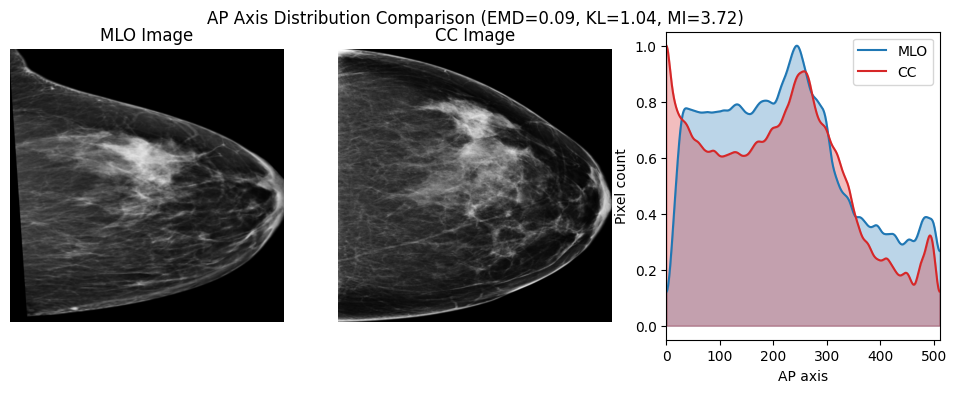 AP Axis Distribution Comparison (EMD=0.09, KL=1.04, MI=3.72)
MLO Image
CC Image
MLO
CC
Pixel count
1.0
0.8
0.6
0.4
0.2
0.0
0 100 200 300 400 500
AP axis